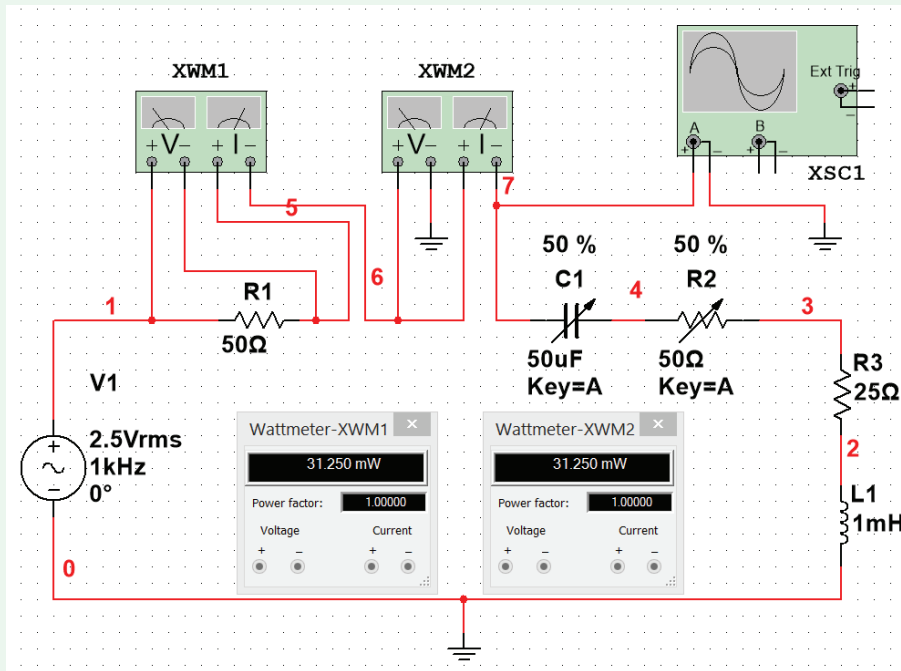 XWM1
XWM2
Ext Trig
+
−
V
+ −
I
+ −
V
+ −
I
+ −
A
B
+ −
+ −
XSC1
7
5
50 %
50 %
6
C1
4
R2
1
R1
3
50Ω
50uF
50Ω
Key=A
Key=A
R3
25Ω
V1
2.5Vrms
1kHz
0°
+
−
Wattmeter-XWM1 ×
31.250 mW
Power factor: 1.00000
Voltage Current
+ − + −
Wattmeter-XWM2 ×
31.250 mW
Power factor: 1.00000
Voltage Current
+ − + −
2
L1
1mH
0